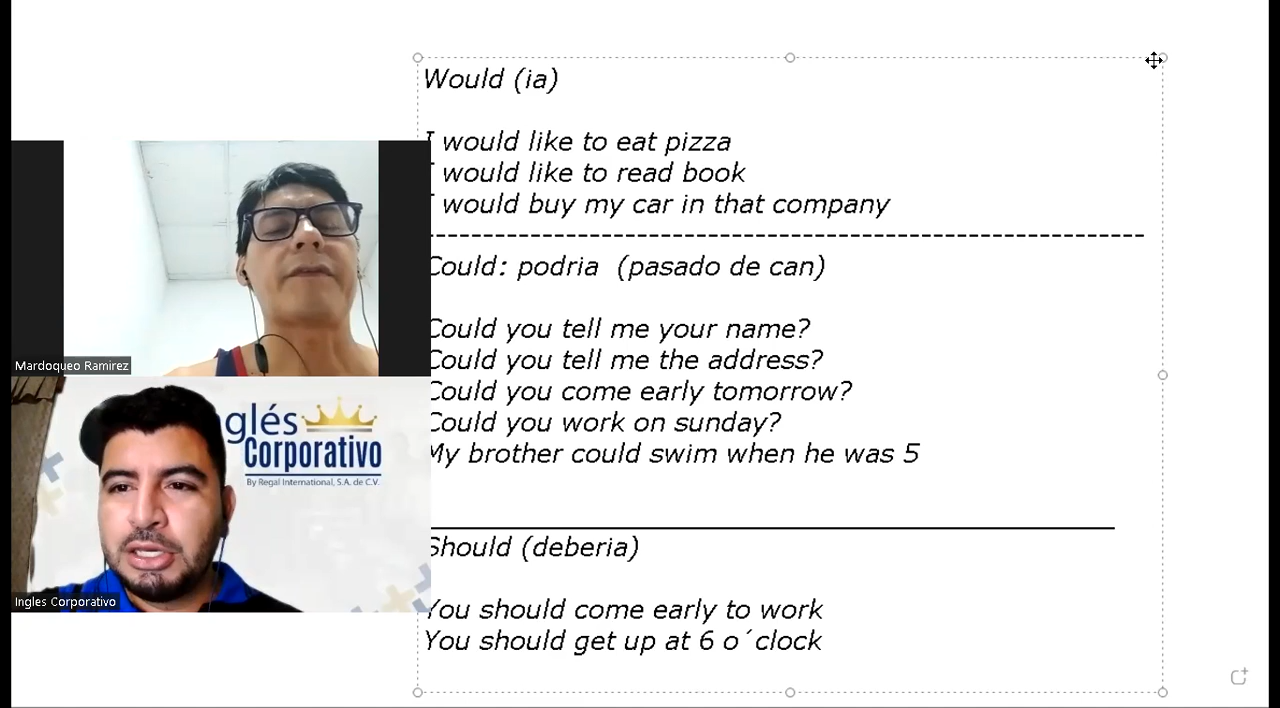 Would (ia)
I would like to eat pizza
I would like to read book
I would buy my car in that company
Could: podria (pasado de can)
Could you tell me your name?
Could you tell me the address?
Could you come early tomorrow?
Could you work on sunday?
My brother could swim when he was 5
Should (deberia)
You should come early to work
You should get up at 6 o´clock
Mardoqueo Ramirez
glés
Corporativo
By Regal International, S.A. de C.V.
Ingles Corporativo